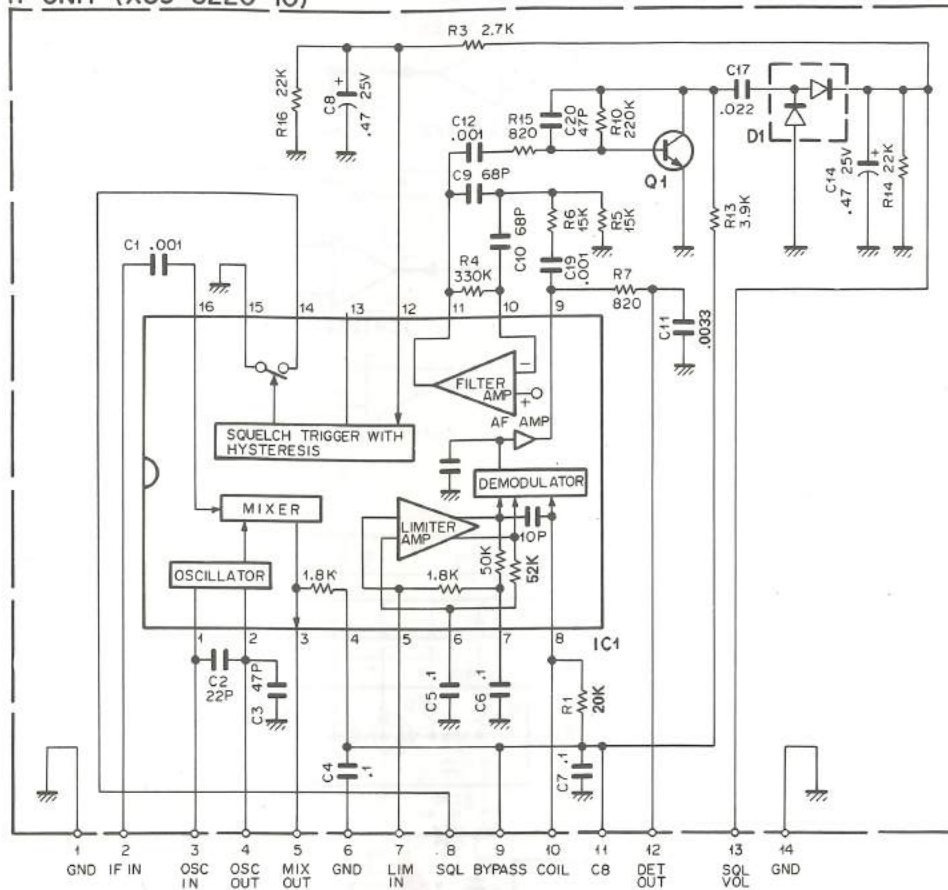 IF UNIT (X
R3 2.7K
R16 22K
C8
+
.47 25V
C17
.022
D1
C12
.001
R15
820
C20
47P
R10
220K
Q1
C14
+
.47 25V
R14 22K
C9 68P
C10 68P
R6
15K
R5
15K
R13
3.9K
C1 .001
R4
330K
C19
.001
R7
820
C11
.0033
16 15 14 13 12 11 10 9
−
FILTER
AMP
+
AF AMP
SQUELCH TRIGGER WITH
HYSTERESIS
DEMODULATOR
MIXER
LIMITER
AMP
10P
OSCILLATOR
1.8K
1.8K
50K
52K
1 2 3 4 5 6 7 8
IC1
C2
22P
C3
47P
C5 .1
C6 .1
R1
20K
C4
.1
C7 .1
1 2 3 4 5 6 7 8 9 10 11 12 13 14
GND IF IN OSC OSC MIX GND LIM SQL BYPASS COIL C8 DET SQL GND
IN OUT OUT IN OUT VOL